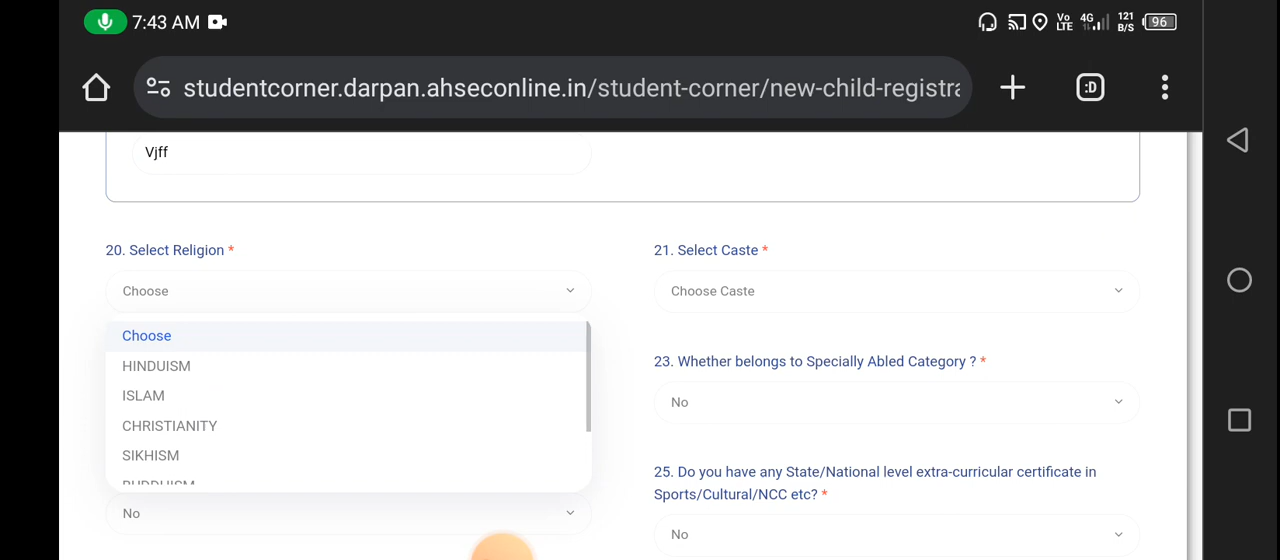 7:43 AM
Vo LTE 4G 121 B/S 96
studentcorner.darpan.ahseconline.in/student-corner/new-child-registra
:D
Vjff
20. Select Religion *
21. Select Caste *
Choose
Choose Caste
Choose
HINDUISM
23. Whether belongs to Specially Abled Category ? *
ISLAM
No
CHRISTIANITY
SIKHISM
BUDDHISM
25. Do you have any State/National level extra-curricular certificate in
Sports/Cultural/NCC etc? *
No
No